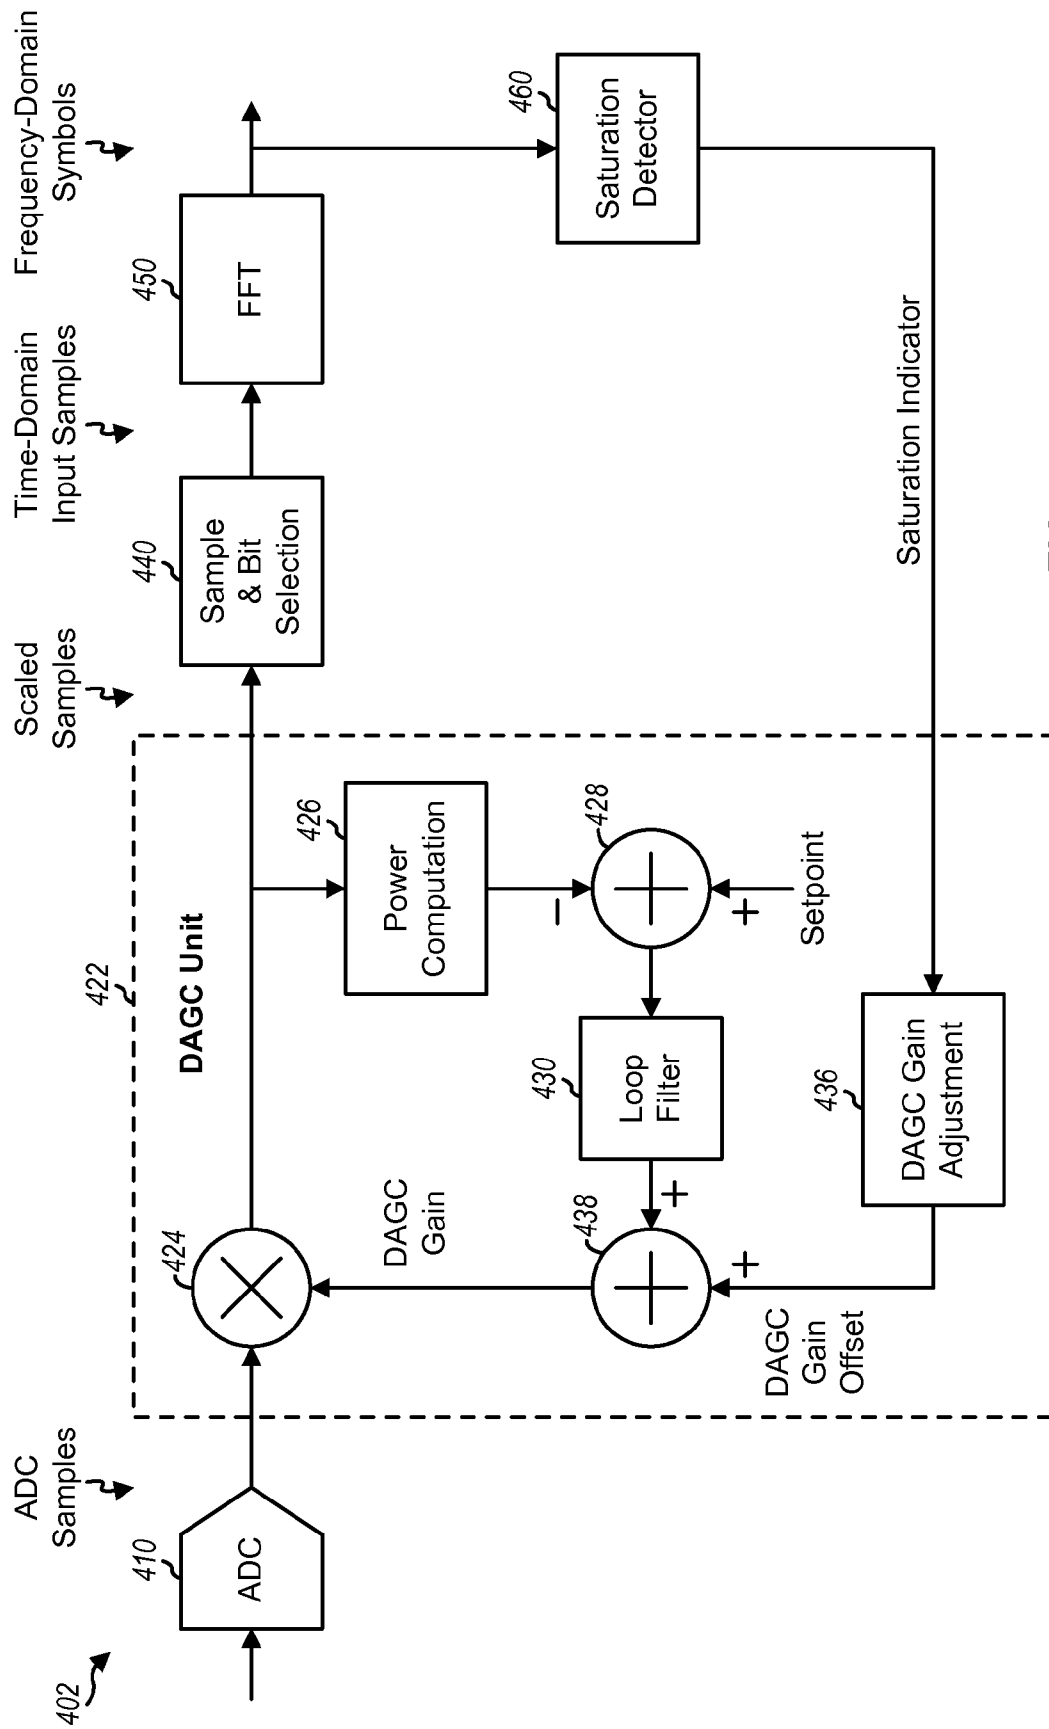 402
ADC
Samples
410
ADC
422
DAGC Unit
424
DAGC
Gain
426
Power
Computation
428
−
+
Setpoint
430
Loop
Filter
+
438
+
DAGC
Gain
Offset
436
DAGC Gain
Adjustment
Scaled
Samples
440
Sample
& Bit
Selection
Time-Domain
Input Samples
450
FFT
Frequency-Domain
Symbols
460
Saturation
Detector
Saturation Indicator